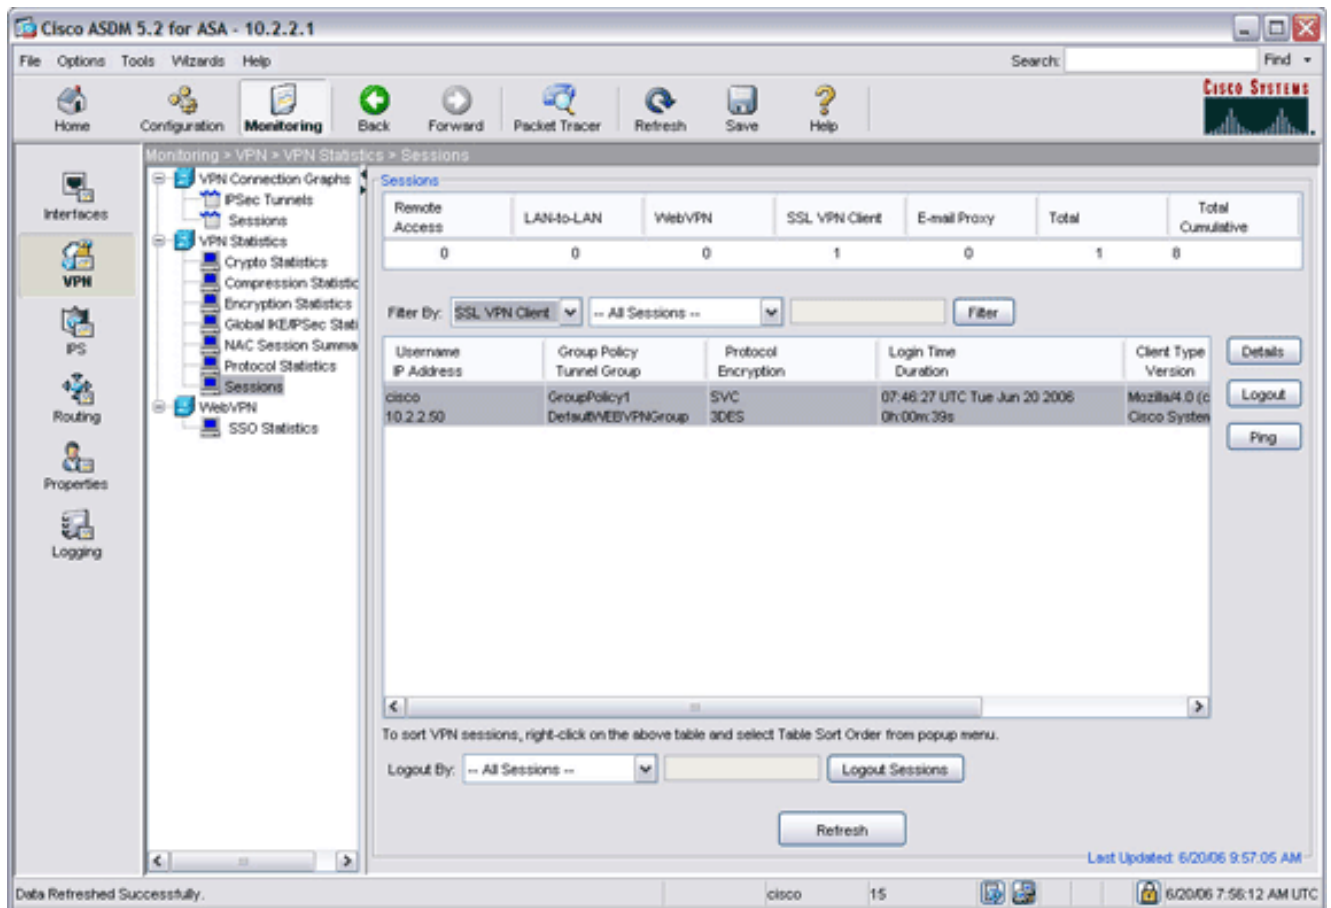 Cisco ASDM 5.2 for ASA - 10.2.2.1
File Options Tools Wizards Help Search: Find
Home Configuration Monitoring Back Forward Packet Tracer Refresh Save Help
CISCO SYSTEMS
Monitoring > VPN > VPN Statistics > Sessions
Interfaces
VPN
IPS
Routing
Properties
Logging
VPN Connection Graphs
IPSec Tunnels
Sessions
VPN Statistics
Crypto Statistics
Compression Statistic
Encryption Statistics
Global IKE/IPSec Stati
NAC Session Summa
Protocol Statistics
Sessions
WebVPN
SSO Statistics
Sessions
Remote Access LAN-to-LAN WebVPN SSL VPN Client E-mail Proxy Total Total Cumulative
0 0 0 1 0 1 8
Filter By: SSL VPN Client -- All Sessions -- Filter
Username Group Policy Protocol Login Time Client Type
IP Address Tunnel Group Encryption Duration Version
cisco GroupPolicy1 SVC 07:46:27 UTC Tue Jun 20 2006 Mozilla/4.0 (c
10.2.2.50 DefaultWEBVPNGroup 3DES 0h:00m:39s Cisco System
Details
Logout
Ping
To sort VPN sessions, right-click on the above table and select Table Sort Order from popup menu.
Logout By: -- All Sessions -- Logout Sessions
Refresh
Last Updated: 6/20/06 9:57:05 AM
Data Refreshed Successfully. cisco 15 6/20/06 7:56:12 AM UTC